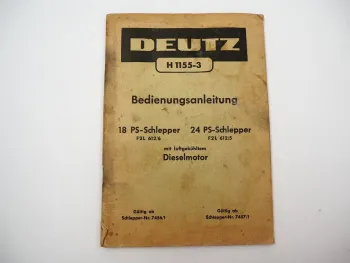 DEUTZ
H 1155-3
Bedienungsanleitung
18 PS-Schlepper 24 PS-Schlepper
F2L 612/6 F2L 612/5
mit luftgekühltem
Dieselmotor
Gültig ab Gültig ab
Schlepper-Nr. 7486/1 Schlepper-Nr. 7487/1